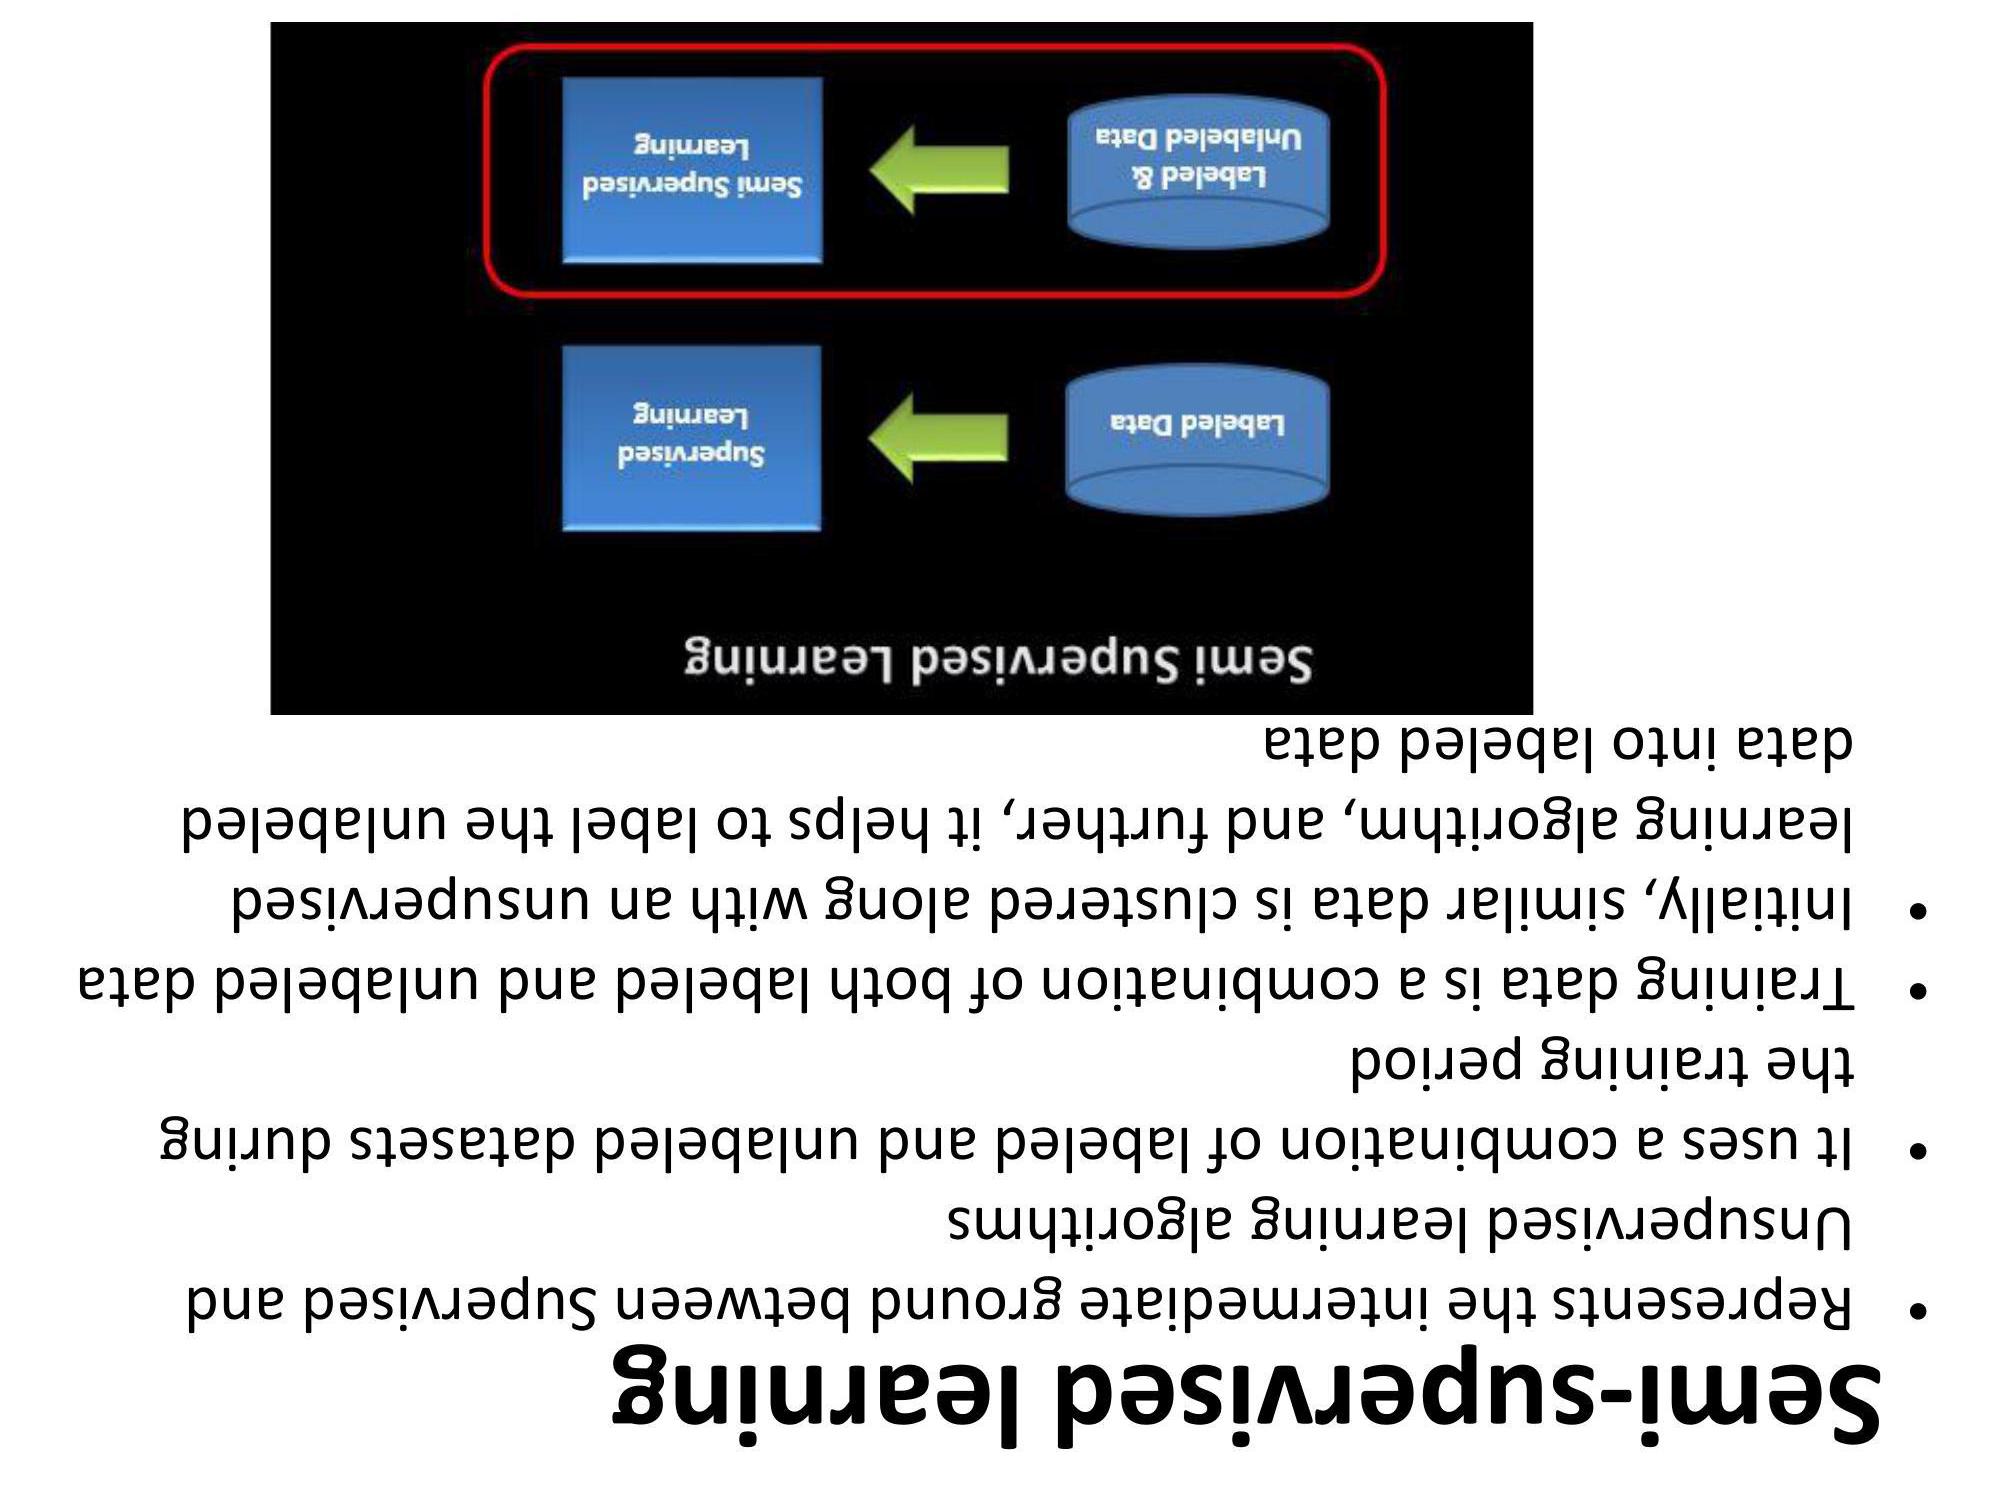 Semi-supervised learning
• Represents the intermediate ground between Supervised and
Unsupervised learning algorithms
• It uses a combination of labeled and unlabeled datasets during
the training period
• Training data is a combination of both labeled and unlabeled data
• Initially, similar data is clustered along with an unsupervised
learning algorithm, and further, it helps to label the unlabeled
data into labeled data
Semi Supervised Learning
Labeled Data
Supervised
Learning
Labeled &
Unlabeled Data
Semi Supervised
Learning